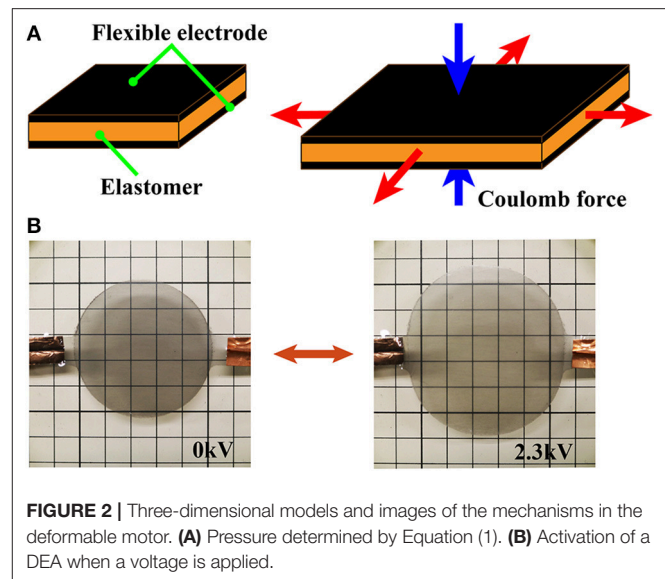 A
Flexible electrode
Elastomer
Coulomb force
B
0kV
2.3kV
FIGURE 2 | Three-dimensional models and images of the mechanisms in the
deformable motor. (A) Pressure determined by Equation (1). (B) Activation of a
DEA when a voltage is applied.